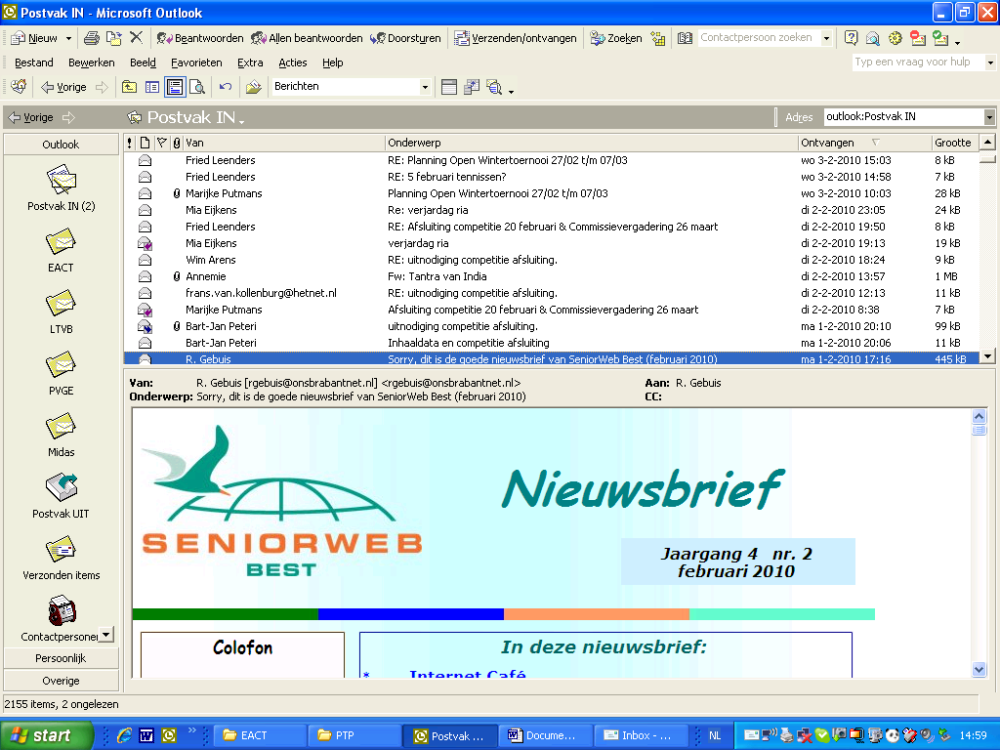 Postvak IN - Microsoft Outlook
Nieuw Beantwoorden Allen beantwoorden Doorsturen Verzenden/ontvangen Zoeken Contactpersoon zoeken
Bestand Bewerken Beeld Favorieten Extra Acties Help Typ een vraag voor hulp
Vorige Berichten
Vorige Postvak IN . Adres outlook:Postvak IN
Outlook
Postvak IN (2)
EACT
LTVB
PVGE
Midas
Postvak UIT
Verzonden items
Contactpersonen
Persoonlijk
Overige
! Van Onderwerp Ontvangen Grootte
Fried Leenders RE: Planning Open Wintertoernooi 27/02 t/m 07/03 wo 3-2-2010 15:03 8 kB
Fried Leenders RE: 5 februari tennissen? wo 3-2-2010 14:58 7 kB
Marijke Putmans Planning Open Wintertoernooi 27/02 t/m 07/03 wo 3-2-2010 10:03 28 kB
Mia Eijkens Re: verjardag ria di 2-2-2010 23:05 24 kB
Fried Leenders RE: Afsluiting competitie 20 februari & Commissievergadering 26 maart di 2-2-2010 19:50 8 kB
Mia Eijkens verjardag ria di 2-2-2010 19:13 19 kB
Wim Arens RE: uitnodiging competitie afsluiting. di 2-2-2010 18:24 9 kB
Annemie Fw: Tantra van India di 2-2-2010 13:57 1 MB
frans.van.kollenburg@hetnet.nl RE: uitnodiging competitie afsluiting. di 2-2-2010 12:13 11 kB
Marijke Putmans Afsluiting competitie 20 februari & Commissievergadering 26 maart di 2-2-2010 8:38 7 kB
Bart-Jan Peteri uitnodiging competitie afsluiting. ma 1-2-2010 20:10 99 kB
Bart-Jan Peteri Inhaaldata en competitie afsluiting ma 1-2-2010 20:06 11 kB
R. Gebuis Sorry, dit is de goede nieuwsbrief van SeniorWeb Best (februari 2010) ma 1-2-2010 17:16 445 kB
Van: R. Gebuis [rgebuis@onsbrabantnet.nl] <rgebuis@onsbrabantnet.nl> Aan: R. Gebuis
Onderwerp: Sorry, dit is de goede nieuwsbrief van SeniorWeb Best (februari 2010) CC:
SENIORWEB
BEST
Nieuwsbrief
Jaargang 4 nr. 2
februari 2010
Colofon
In deze nieuwsbrief:
* Internet Café
2155 items, 2 ongelezen
start EACT PTP Postvak ... Docume... Inbox - ... NL 14:59